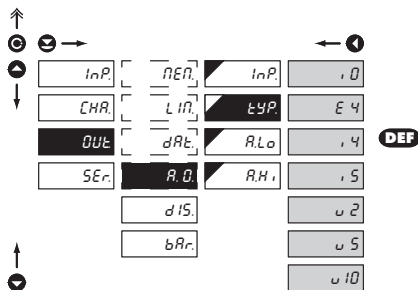 InP. MEM. InP. i 0
CHA. LIM. tYP. E 4
OUt dAt. A.Lo i 4 DEF
SEr. A.O. A.HI i 5
dIS. u 2
bAr. u 5
u 10